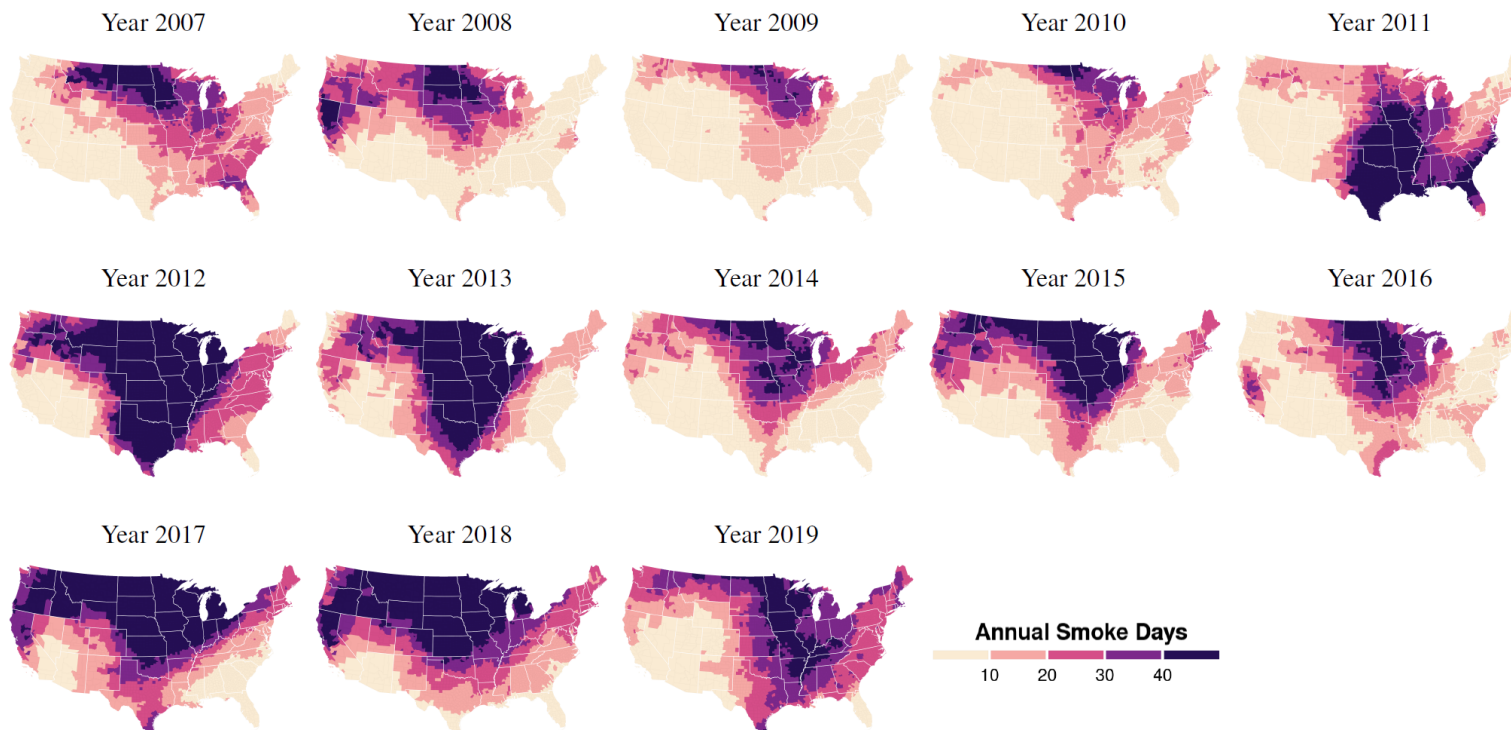 Year 2007
Year 2008
Year 2009
Year 2010
Year 2011
Year 2012
Year 2013
Year 2014
Year 2015
Year 2016
Year 2017
Year 2018
Year 2019
Annual Smoke Days
10 20 30 40